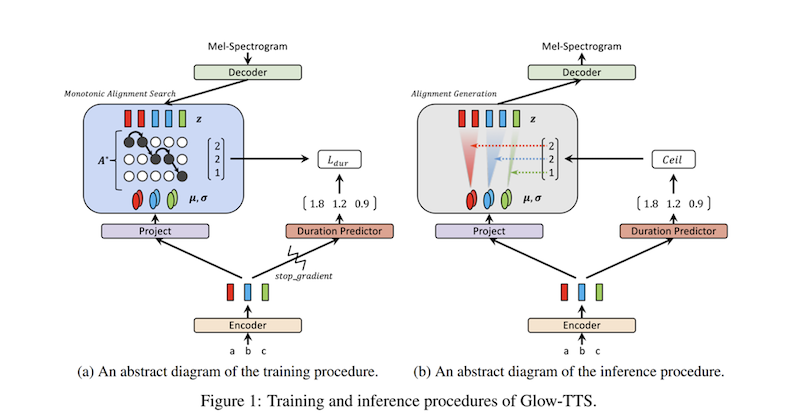 Mel-Spectrogram
Decoder
Monotonic Alignment Search
z
A*
2
2
1
L_dur
μ, σ
1.8 1.2 0.9
Project
Duration Predictor
stop_gradient
Encoder
a b c
(a) An abstract diagram of the training procedure.
Mel-Spectrogram
Decoder
Alignment Generation
z
2
2
1
Ceil
μ, σ
1.8 1.2 0.9
Project
Duration Predictor
Encoder
a b c
(b) An abstract diagram of the inference procedure.
Figure 1: Training and inference procedures of Glow-TTS.